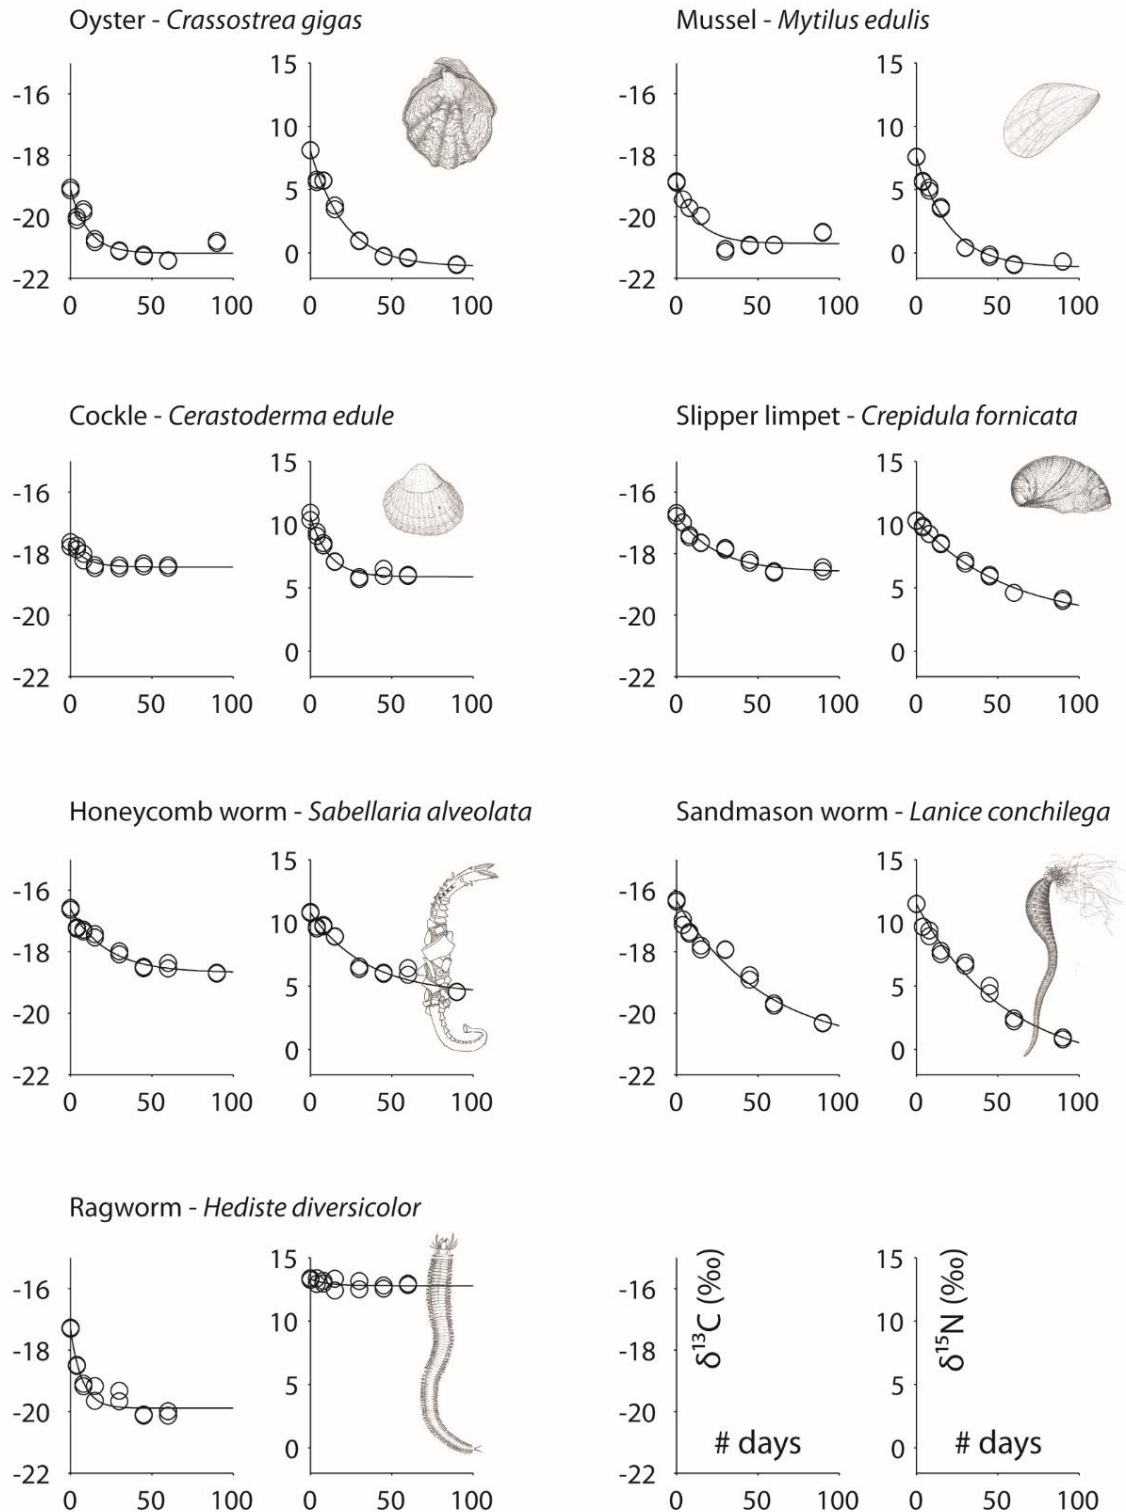 Oyster - Crassostrea gigas
-16
-18
-20
-22
0 50 100
15
10
5
0
0 50 100
Mussel - Mytilus edulis
-16
-18
-20
-22
0 50 100
15
10
5
0
0 50 100
Cockle - Cerastoderma edule
-16
-18
-20
-22
0 50 100
15
10
5
0
0 50 100
Slipper limpet - Crepidula fornicata
-16
-18
-20
-22
0 50 100
15
10
5
0
0 50 100
Honeycomb worm - Sabellaria alveolata
-16
-18
-20
-22
0 50 100
15
10
5
0
0 50 100
Sandmason worm - Lanice conchilega
-16
-18
-20
-22
0 50 100
15
10
5
0
0 50 100
Ragworm - Hediste diversicolor
-16
-18
-20
-22
0 50 100
15
10
5
0
0 50 100
-16
-18
-20
-22
δ¹³C (‰)
# days
0 50 100
15
10
5
0
δ¹⁵N (‰)
# days
0 50 100